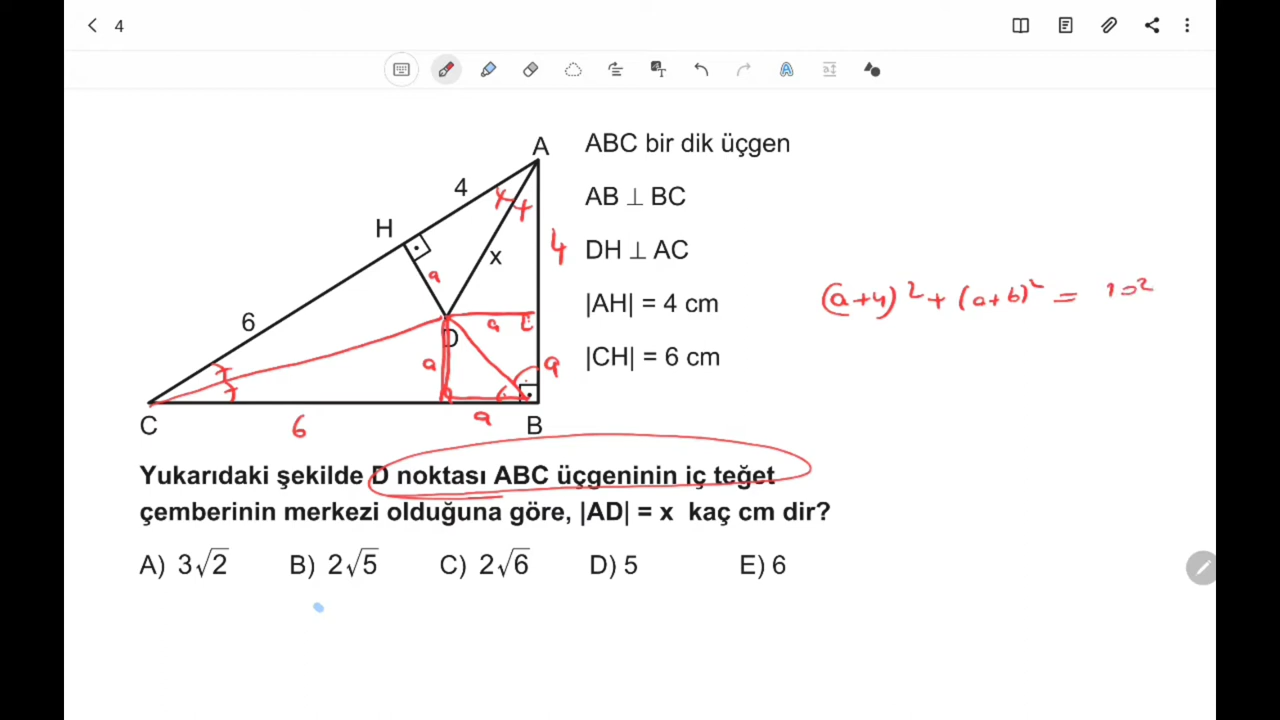 4
A
ABC bir dik üçgen
4
AB ⊥ BC
H
4
DH ⊥ AC
x
a
(a+4)² + (a+6)² = 10²
|AH| = 4 cm
6
a
D
|CH| = 6 cm
a
a
C
6
a
B
Yukarıdaki şekilde D noktası ABC üçgeninin iç teğet
çemberinin merkezi olduğuna göre, |AD| = x kaç cm dir?
A) 3√2 B) 2√5 C) 2√6 D) 5 E) 6